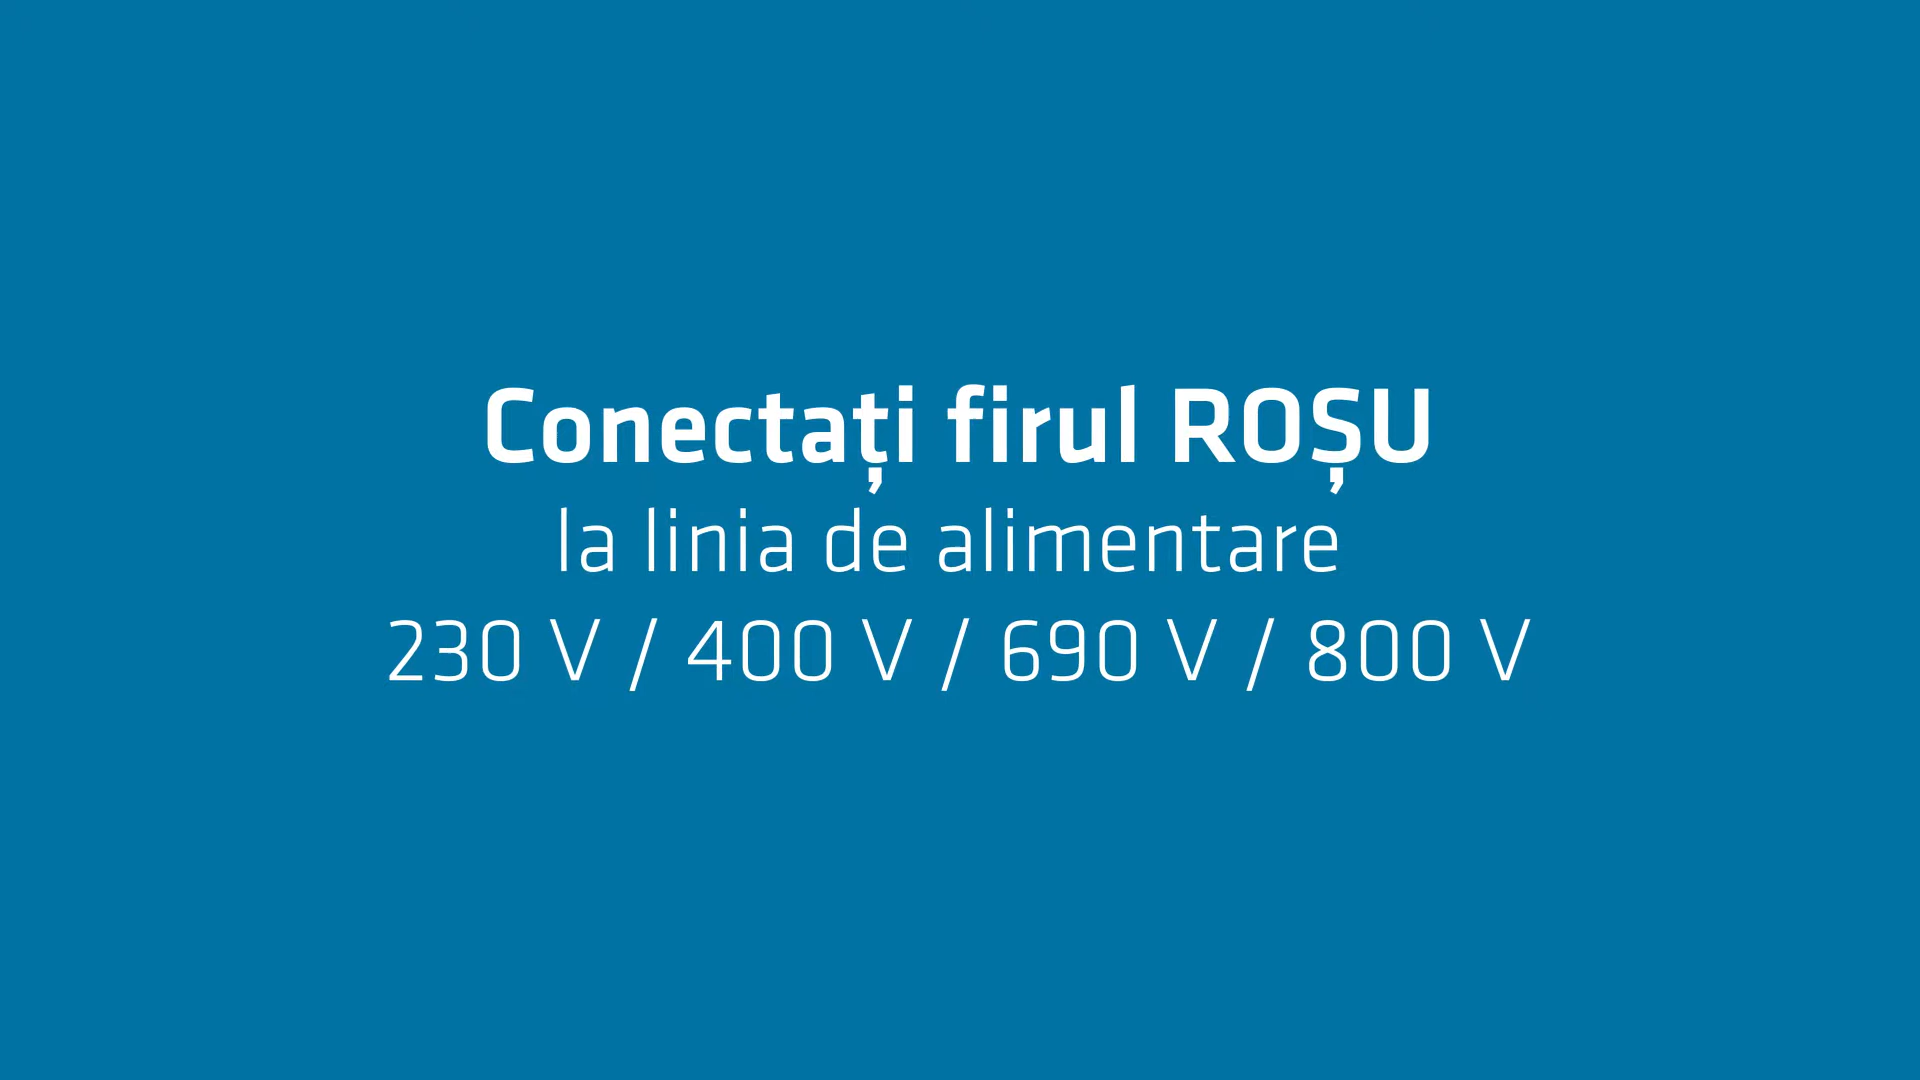 Conectați firul ROȘU
la linia de alimentare
230 V / 400 V / 690 V / 800 V